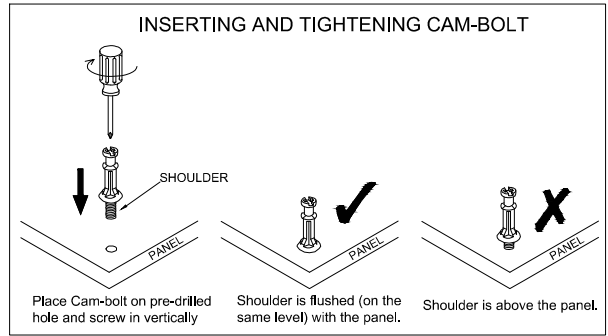 INSERTING AND TIGHTENING CAM-BOLT
SHOULDER
PANEL
PANEL
PANEL
Place Cam-bolt on pre-drilled
hole and screw in vertically
Shoulder is flushed (on the
same level) with the panel.
Shoulder is above the panel.